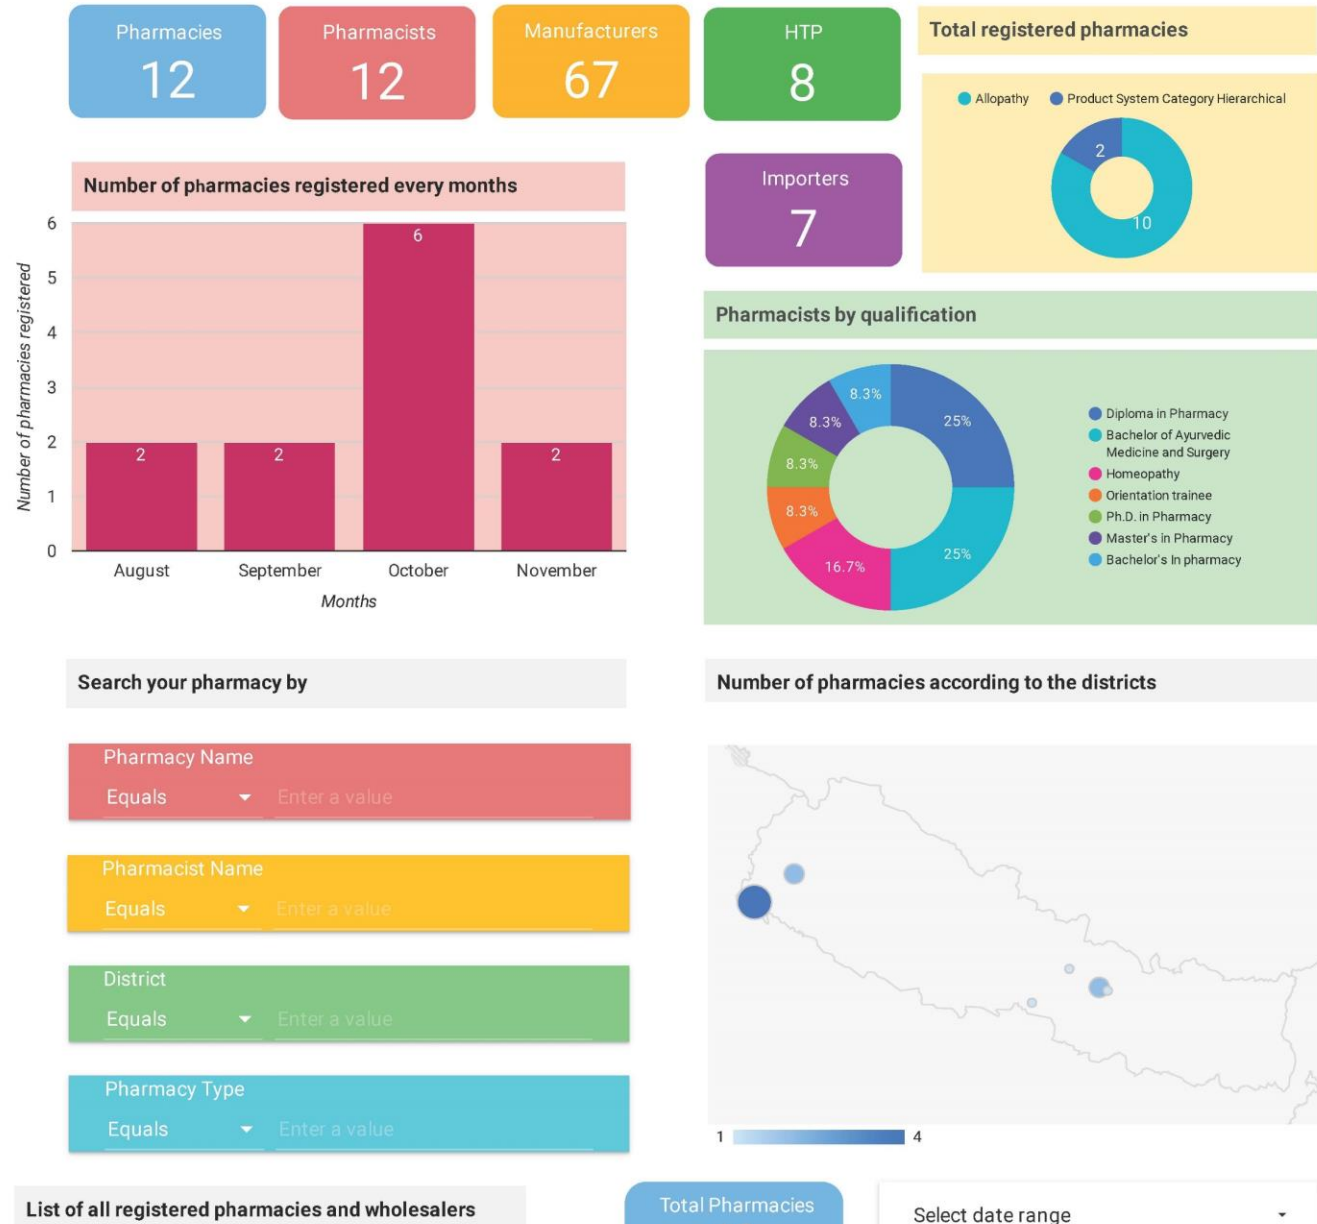 Pharmacies
12
Pharmacists
12
Manufacturers
67
HTP
8
Total registered pharmacies
Allopathy
Product System Category Hierarchical
2
10
Importers
7
Number of pharmacies registered every months
Number of pharmacies registered
6
5
4
3
2
1
0
2
2
6
2
August
September
October
November
Months
Pharmacists by qualification
8.3%
25%
8.3%
8.3%
8.3%
16.7%
25%
Diploma in Pharmacy
Bachelor of Ayurvedic
Medicine and Surgery
Homeopathy
Orientation trainee
Ph.D. in Pharmacy
Master's in Pharmacy
Bachelor's In pharmacy
Search your pharmacy by
Pharmacy Name
Equals
Enter a value
Pharmacist Name
Equals
Enter a value
District
Equals
Enter a value
Pharmacy Type
Equals
Enter a value
Number of pharmacies according to the districts
1
4
List of all registered pharmacies and wholesalers
Total Pharmacies
Select date range